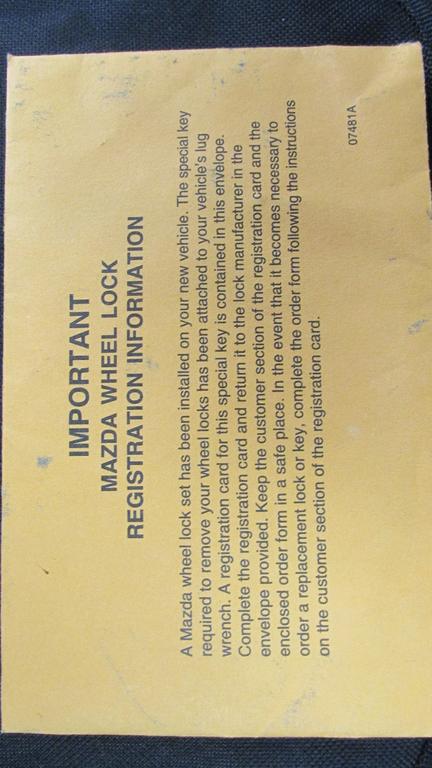 IMPORTANT
MAZDA WHEEL LOCK
REGISTRATION INFORMATION
A Mazda wheel lock set has been installed on your new vehicle. The special key
required to remove your wheel locks has been attached to your vehicle's lug
wrench. A registration card for this special key is contained in this envelope.
Complete the registration card and return it to the lock manufacturer in the
envelope provided. Keep the customer section of the registration card and the
enclosed order form in a safe place. In the event that it becomes necessary to
order a replacement lock or key, complete the order form following the instructions
on the customer section of the registration card.
07481A